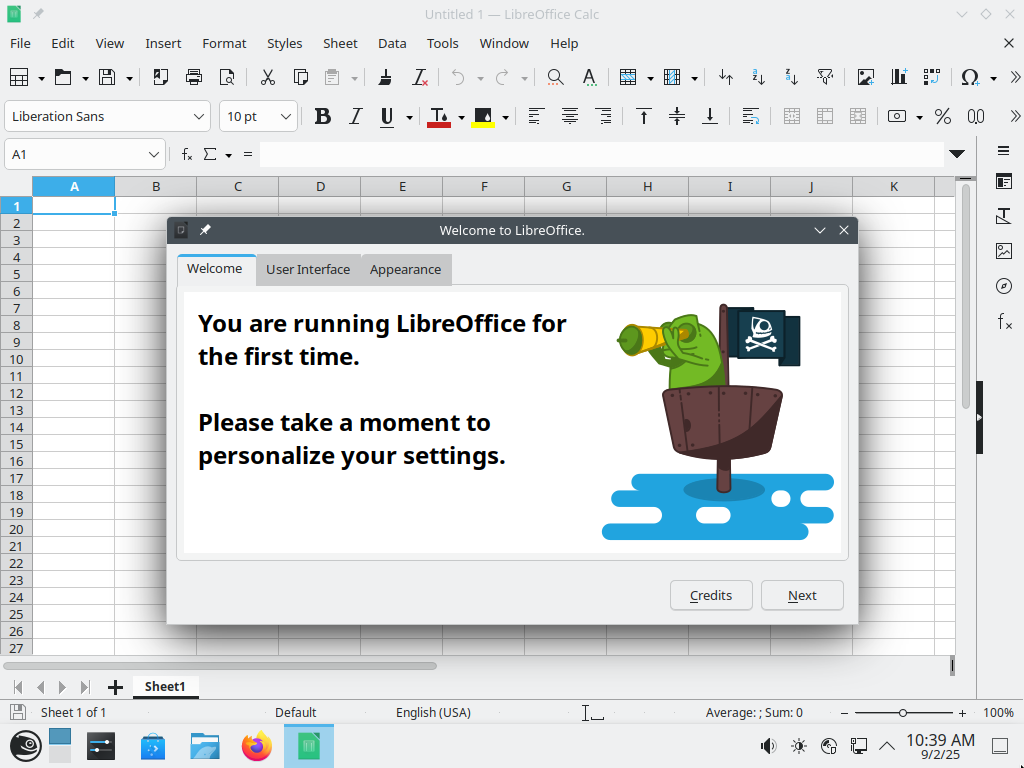 Untitled 1 — LibreOffice Calc
File Edit View Insert Format Styles Sheet Data Tools Window Help
Liberation Sans 10 pt B I U % 0,0
A1 fx Σ =
A B C D E F G H I J K
1
2
3
4
5
6
7
8
9
10
11
12
13
14
15
16
17
18
19
20
21
22
23
24
25
26
27
Welcome to LibreOffice.
Welcome User Interface Appearance
You are running LibreOffice for
the first time.
Please take a moment to
personalize your settings.
Credits Next
Sheet1
Sheet 1 of 1 Default English (USA) Average: ; Sum: 0 100%
10:39 AM
9/2/25